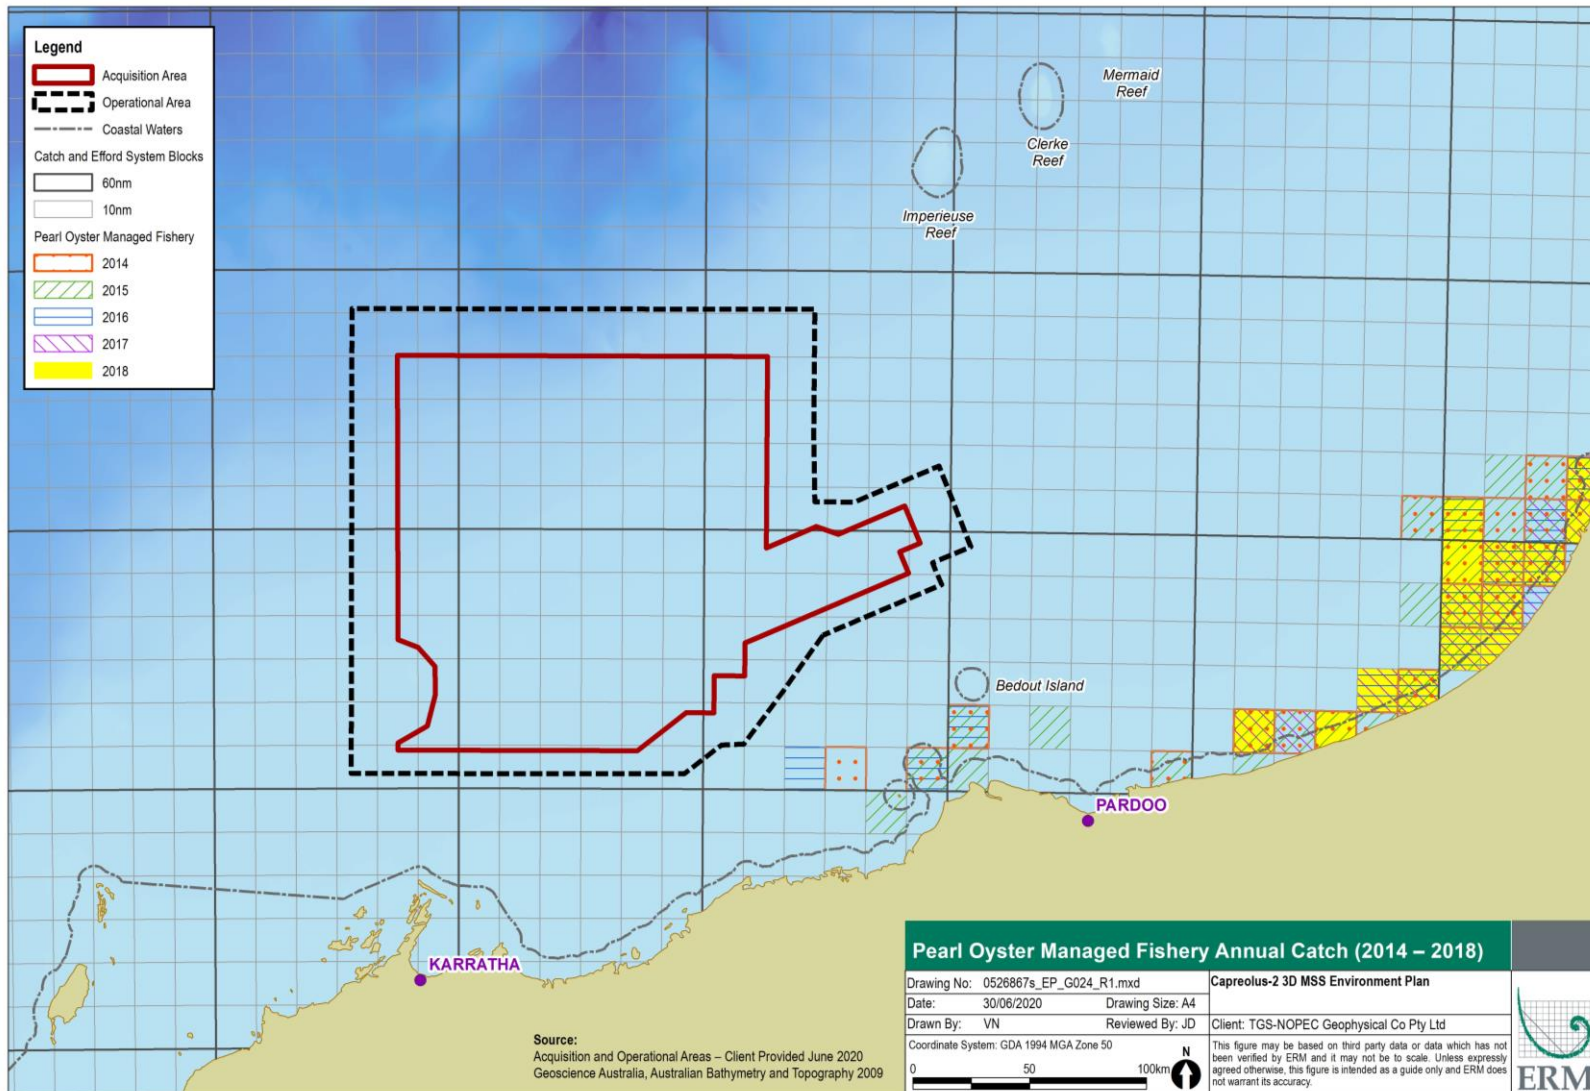 Legend
Acquisition Area
Operational Area
Coastal Waters
Catch and Efford System Blocks
60nm
10nm
Pearl Oyster Managed Fishery
2014
2015
2016
2017
2018
Mermaid
Reef
Clerke
Reef
Imperieuse
Reef
Bedout Island
PARDOO
KARRATHA
Source:
Acquisition and Operational Areas – Client Provided June 2020
Geoscience Australia, Australian Bathymetry and Topography 2009
Pearl Oyster Managed Fishery Annual Catch (2014 – 2018)
Drawing No: 0526867s_EP_G024_R1.mxd
Capreolus-2 3D MSS Environment Plan
Date: 30/06/2020 Drawing Size: A4
Drawn By: VN Reviewed By: JD
Client: TGS-NOPEC Geophysical Co Pty Ltd
Coordinate System: GDA 1994 MGA Zone 50
0 50 100km
N
This figure may be based on third party data or data which has not
been verified by ERM and it may not be to scale. Unless expressly
agreed otherwise, this figure is intended as a guide only and ERM does
not warrant its accuracy.
ERM